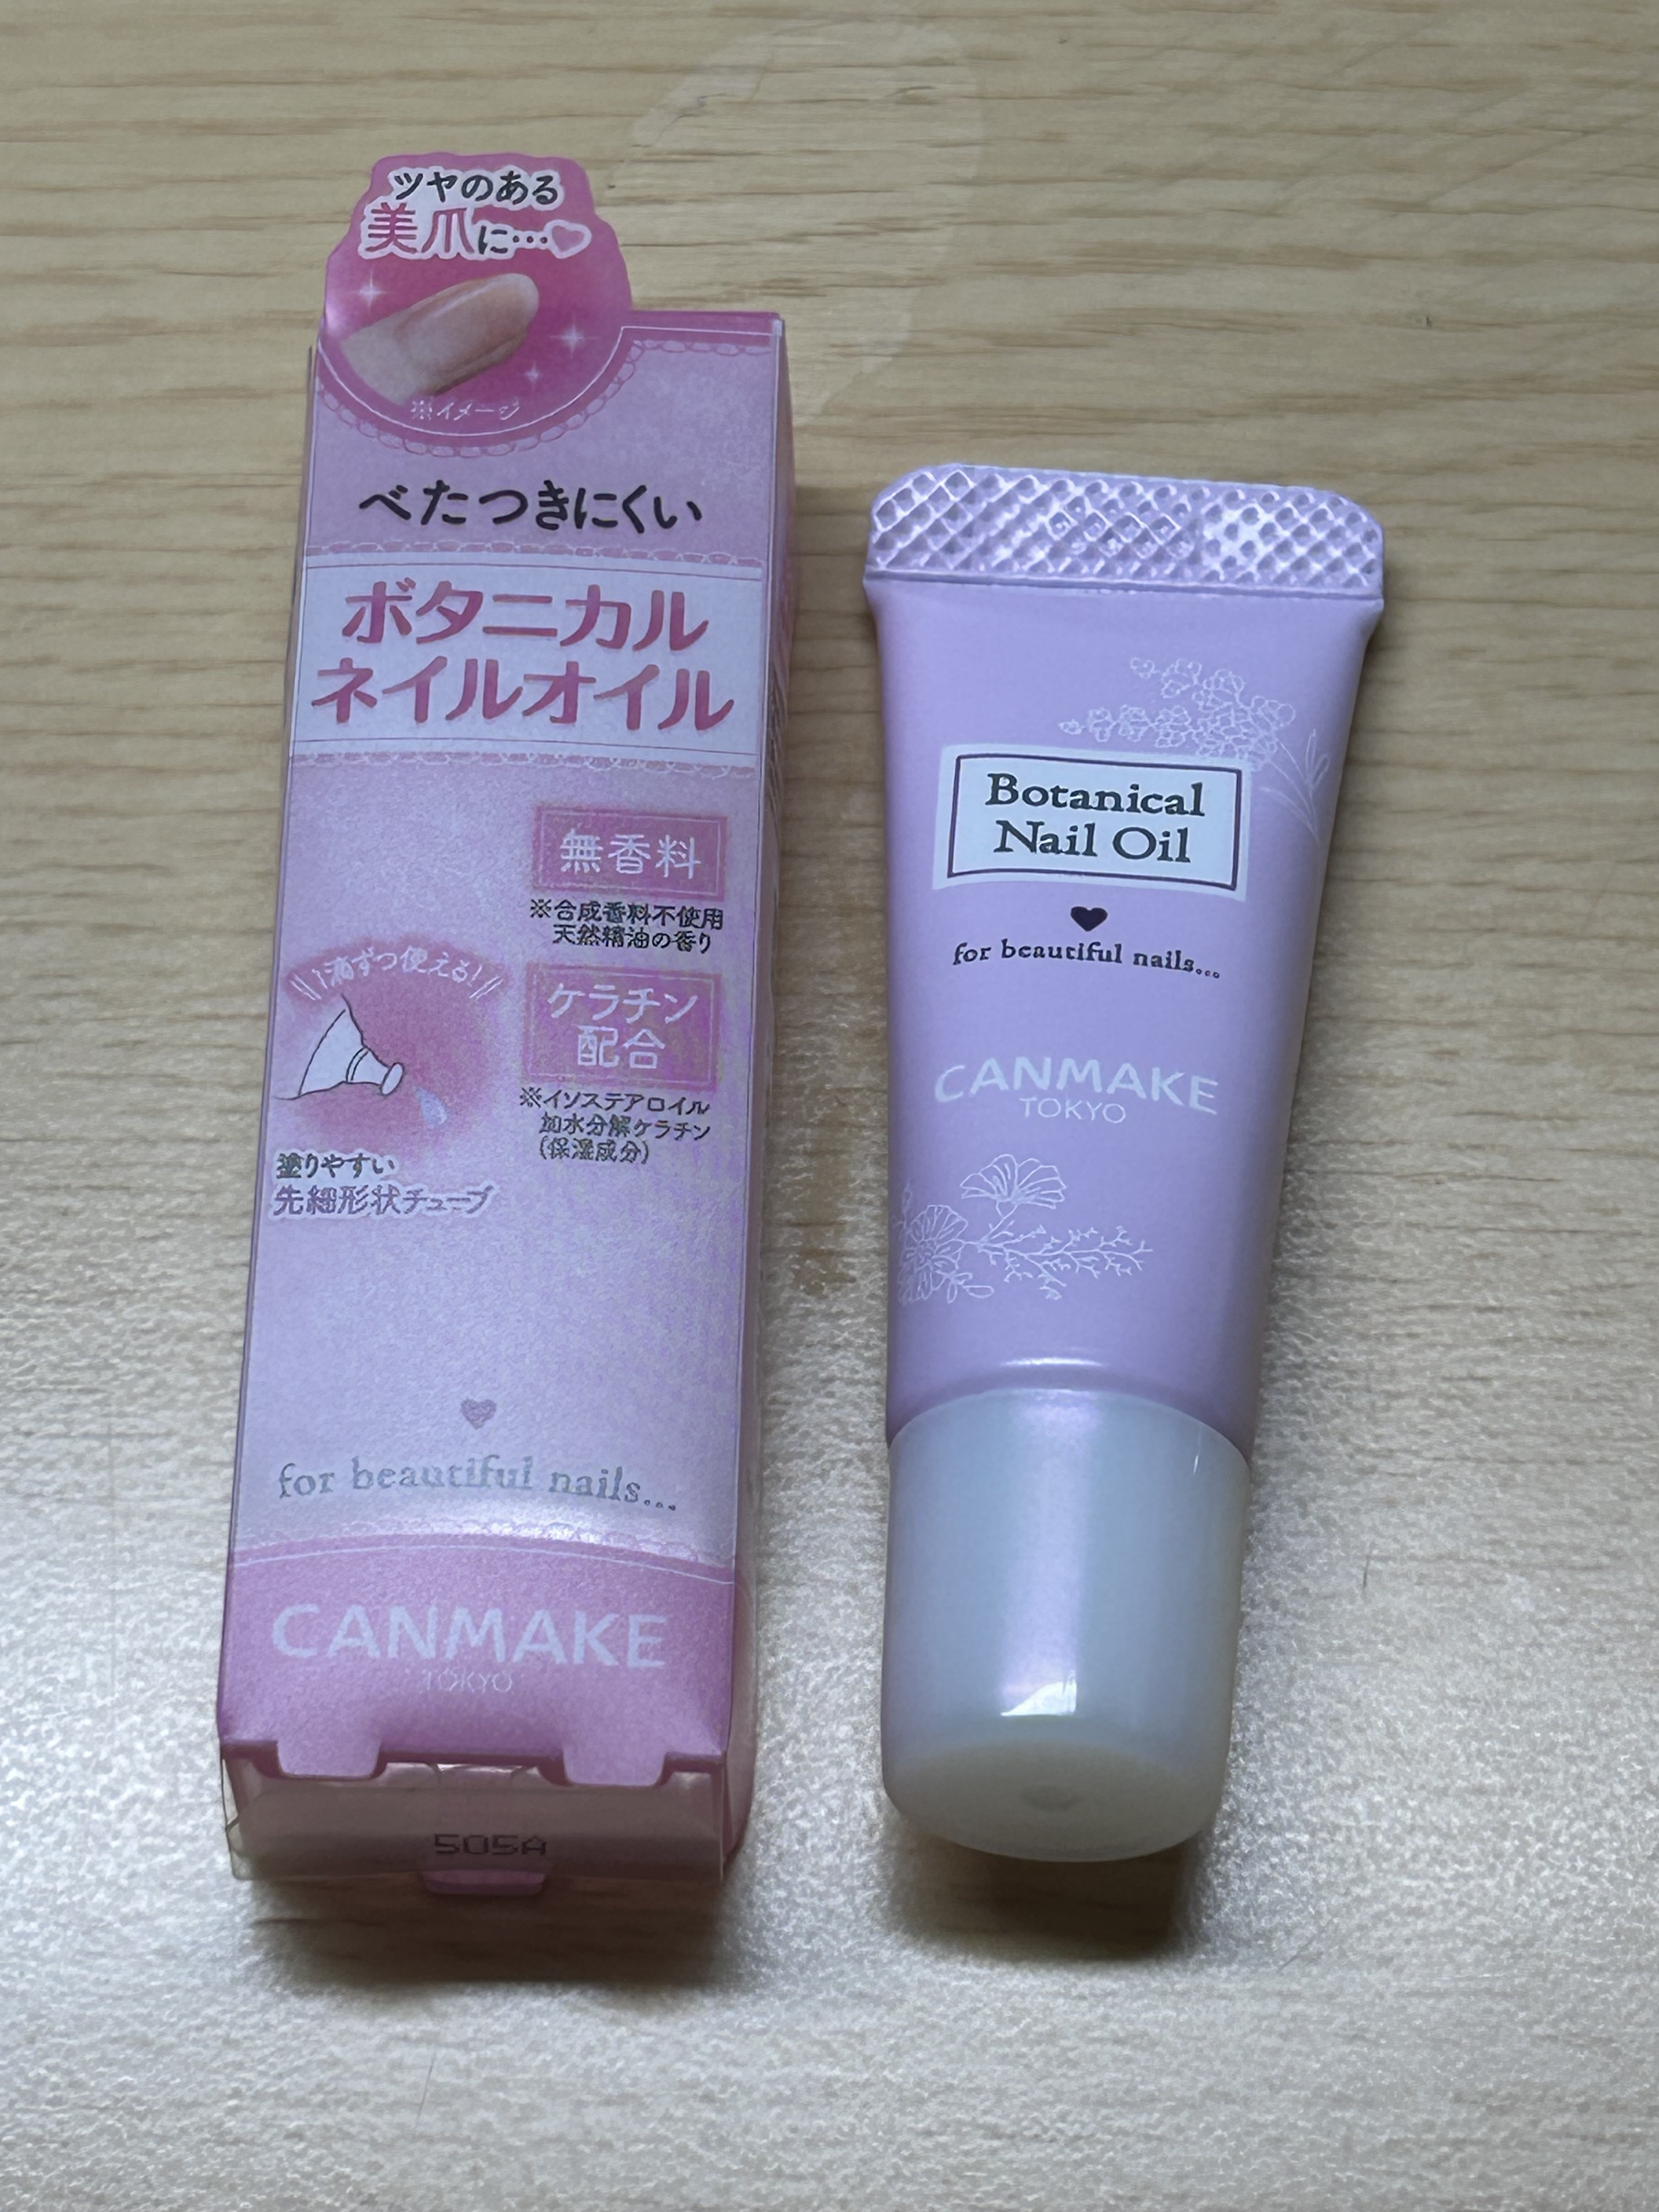 ツヤのある
美爪に…♡
※イメージ
べたつきにくい
ボタニカル
ネイルオイル
無香料
※合成香料不使用
天然精油の香り
1滴ずつ使える!
ケラチン
配合
※イソステアロイル
加水分解ケラチン
(保湿成分)
塗りやすい
先細形状チューブ
for beautiful nails...
CANMAKE
TOKYO
505A
Botanical
Nail Oil
for beautiful nails...
CANMAKE
TOKYO